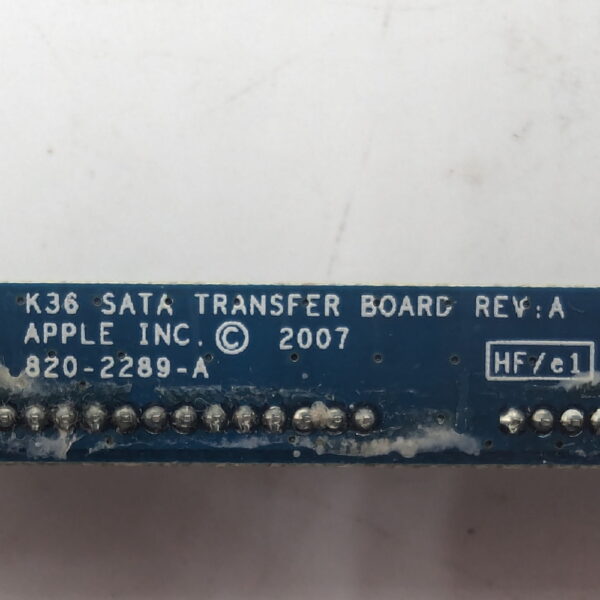 K36 SATA TRANSFER BOARD REV:A
APPLE INC. © 2007
820-2289-A
HF/e1